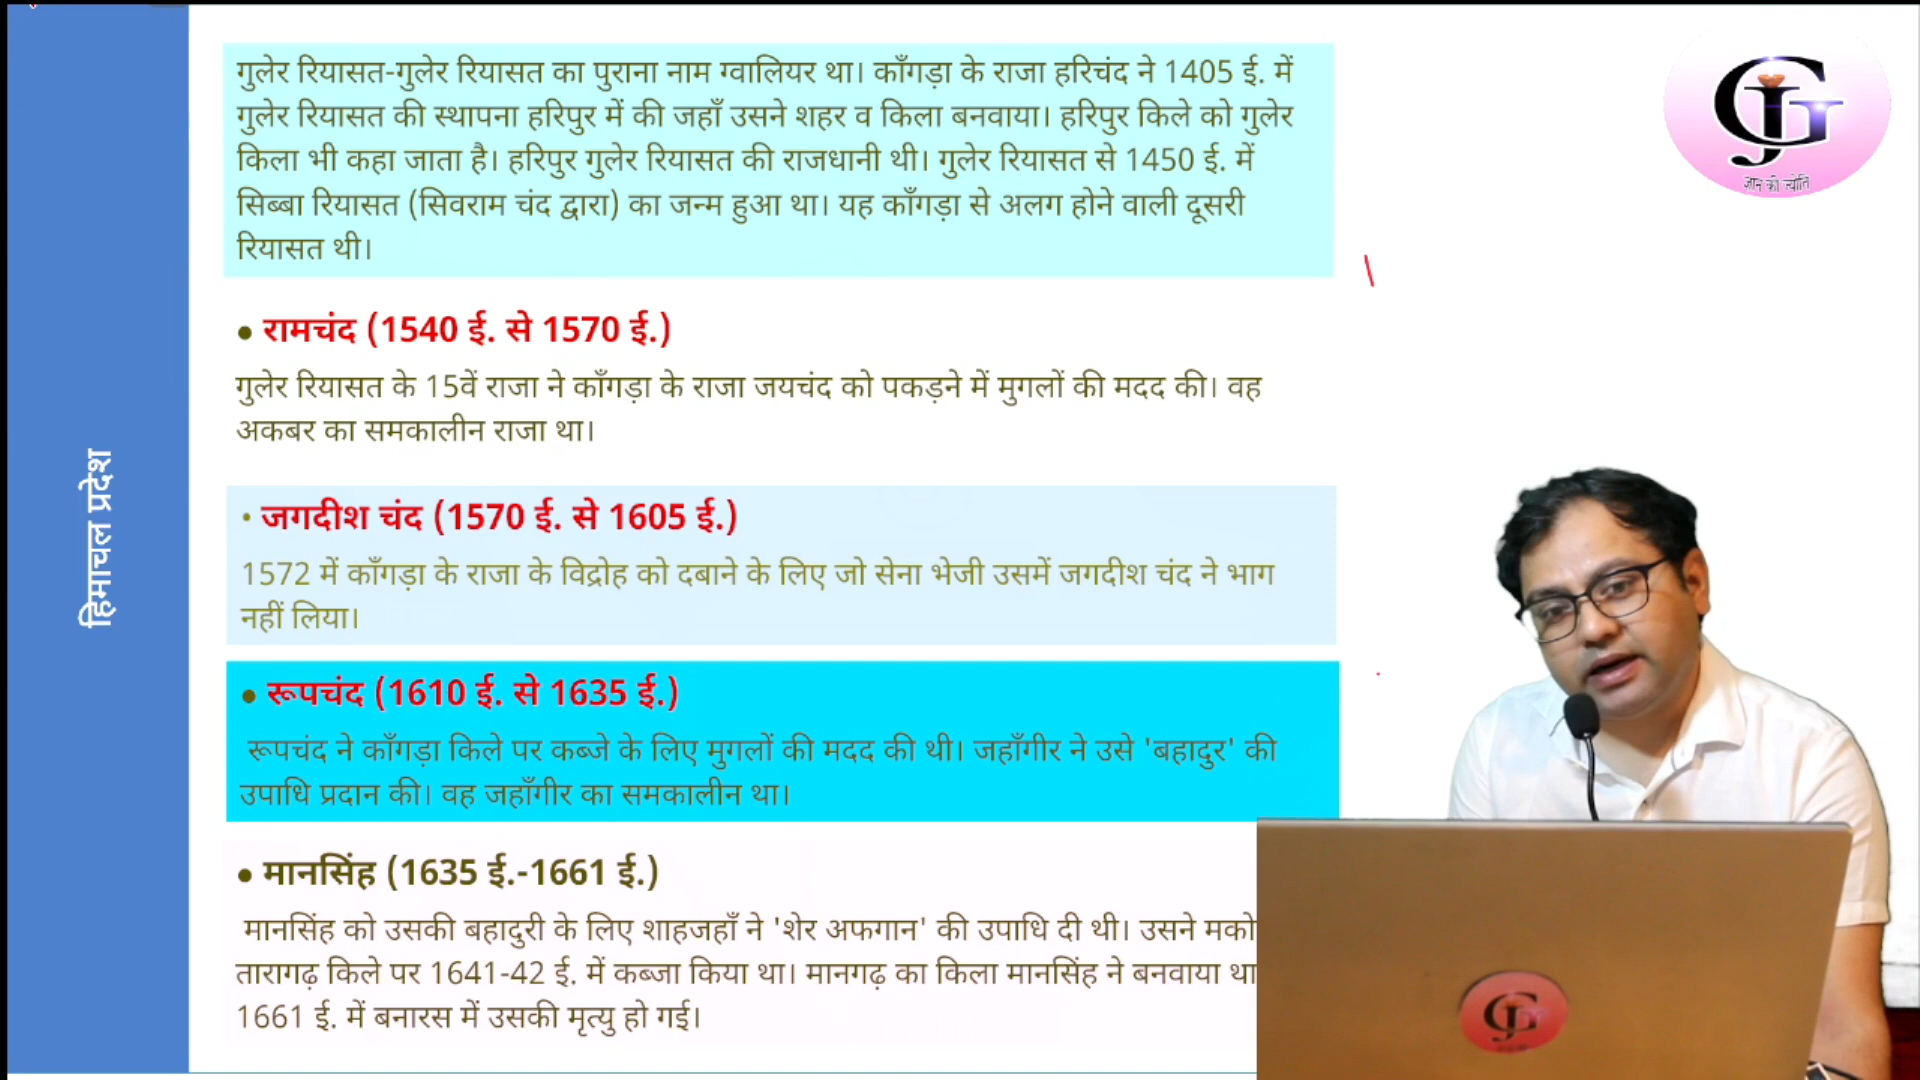 गुलेर रियासत-गुलेर रियासत का पुराना नाम ग्वालियर था। काँगड़ा के राजा हरिचंद ने 1405 ई. में
गुलेर रियासत की स्थापना हरिपुर में की जहाँ उसने शहर व किला बनवाया। हरिपुर किले को गुलेर
किला भी कहा जाता है। हरिपुर गुलेर रियासत की राजधानी थी। गुलेर रियासत से 1450 ई. में
सिब्बा रियासत (सिवराम चंद द्वारा) का जन्म हुआ था। यह काँगड़ा से अलग होने वाली दूसरी
रियासत थी।
• रामचंद (1540 ई. से 1570 ई.)
गुलेर रियासत के 15वें राजा ने काँगड़ा के राजा जयचंद को पकड़ने में मुगलों की मदद की। वह
अकबर का समकालीन राजा था।
• जगदीश चंद (1570 ई. से 1605 ई.)
1572 में काँगड़ा के राजा के विद्रोह को दबाने के लिए जो सेना भेजी उसमें जगदीश चंद ने भाग
नहीं लिया।
• रूपचंद (1610 ई. से 1635 ई.)
रूपचंद ने काँगड़ा किले पर कब्जे के लिए मुगलों की मदद की थी। जहाँगीर ने उसे 'बहादुर' की
उपाधि प्रदान की। वह जहाँगीर का समकालीन था।
• मानसिंह (1635 ई.-1661 ई.)
मानसिंह को उसकी बहादुरी के लिए शाहजहाँ ने 'शेर अफगान' की उपाधि दी थी। उसने मको
तारागढ़ किले पर 1641-42 ई. में कब्जा किया था। मानगढ़ का किला मानसिंह ने बनवाया था
1661 ई. में बनारस में उसकी मृत्यु हो गई।
हिमाचल प्रदेश
GJ
ज्ञान की ज्योति
GJ